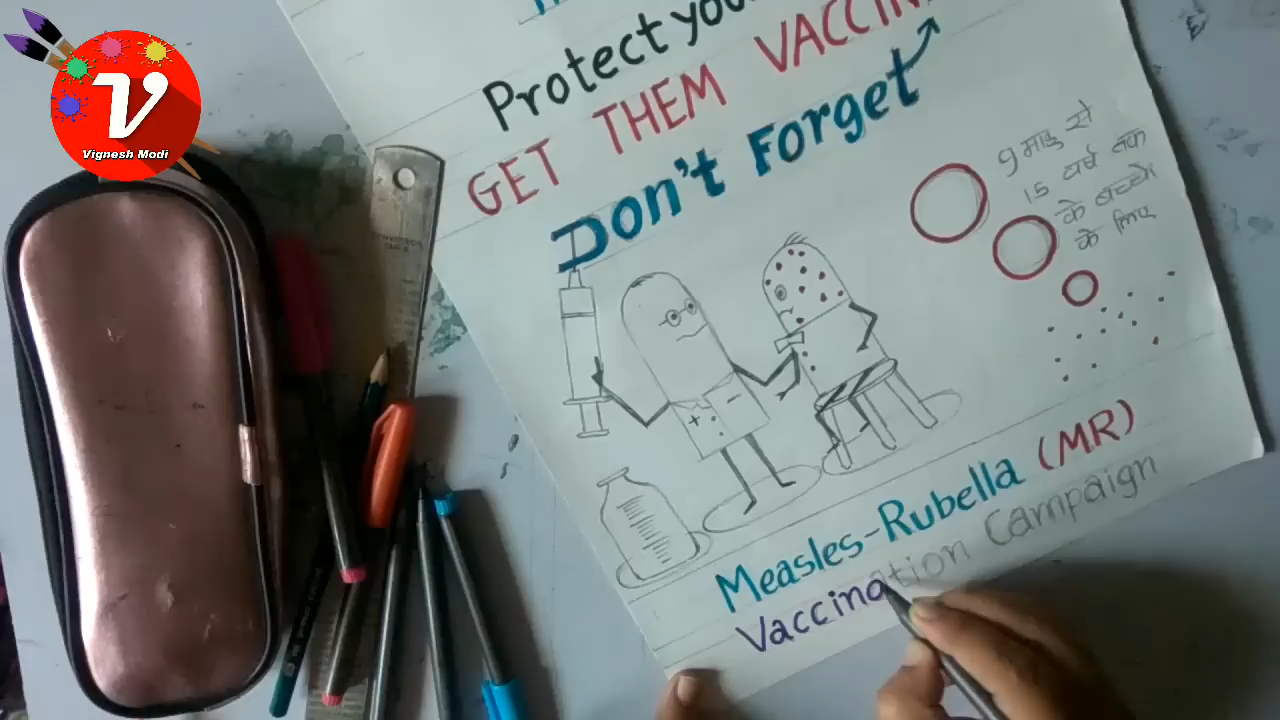 V
Vignesh Modi
Protect you
GET THEM VACCIN
Don't Forget
9 माह से
15 वर्ष तक
के बच्चों
के लिए
Measles-Rubella (MR)
Vaccination Campaign